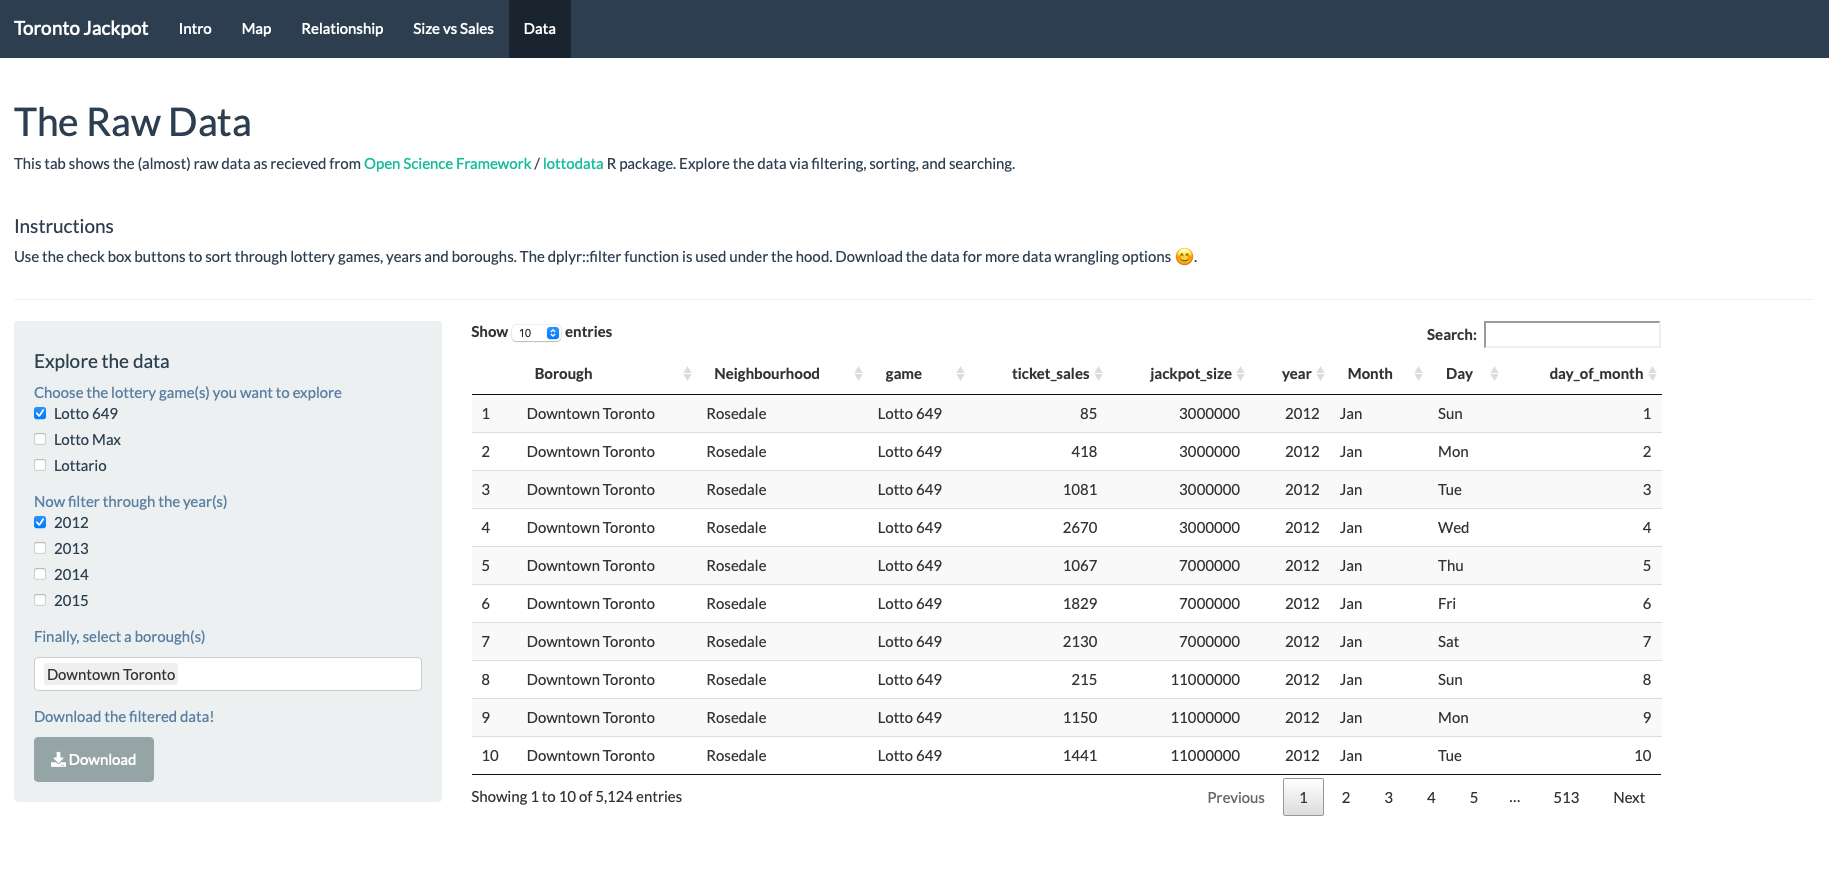 Toronto Jackpot Intro Map Relationship Size vs Sales Data
The Raw Data
This tab shows the (almost) raw data as recieved from Open Science Framework / lottodata R package. Explore the data via filtering, sorting, and searching.
Instructions
Use the check box buttons to sort through lottery games, years and boroughs. The dplyr::filter function is used under the hood. Download the data for more data wrangling options 😊.
Explore the data
Choose the lottery game(s) you want to explore
Lotto 649
Lotto Max
Lottario
Now filter through the year(s)
2012
2013
2014
2015
Finally, select a borough(s)
Downtown Toronto
Download the filtered data!
Download
Show 10 entries
Search:
Borough Neighbourhood game ticket_sales jackpot_size year Month Day day_of_month
1 Downtown Toronto Rosedale Lotto 649 85 3000000 2012 Jan Sun 1
2 Downtown Toronto Rosedale Lotto 649 418 3000000 2012 Jan Mon 2
3 Downtown Toronto Rosedale Lotto 649 1081 3000000 2012 Jan Tue 3
4 Downtown Toronto Rosedale Lotto 649 2670 3000000 2012 Jan Wed 4
5 Downtown Toronto Rosedale Lotto 649 1067 7000000 2012 Jan Thu 5
6 Downtown Toronto Rosedale Lotto 649 1829 7000000 2012 Jan Fri 6
7 Downtown Toronto Rosedale Lotto 649 2130 7000000 2012 Jan Sat 7
8 Downtown Toronto Rosedale Lotto 649 215 11000000 2012 Jan Sun 8
9 Downtown Toronto Rosedale Lotto 649 1150 11000000 2012 Jan Mon 9
10 Downtown Toronto Rosedale Lotto 649 1441 11000000 2012 Jan Tue 10
Showing 1 to 10 of 5,124 entries
Previous 1 2 3 4 5 … 513 Next